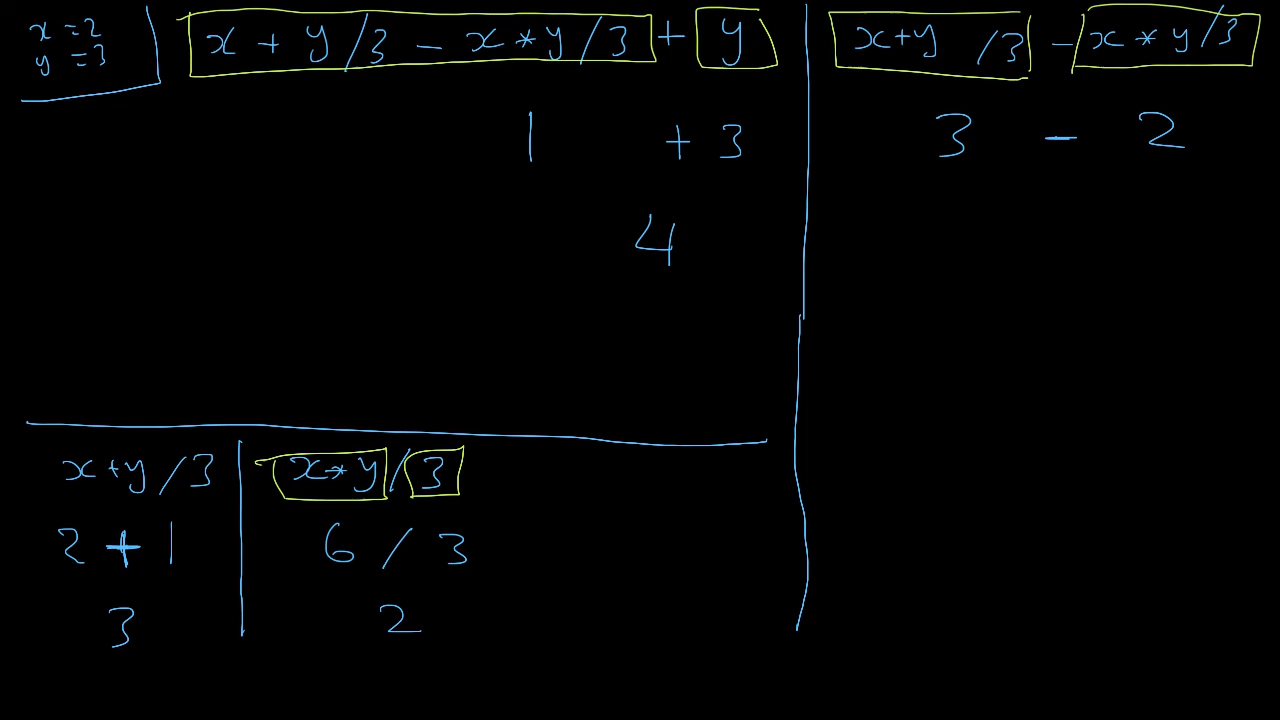 x = 2
y = 3
x + y / 3 - x * y / 3 + y
1 + 3
4
x + y / 3 - x * y / 3
3 - 2
x + y / 3
2 + 1
3
x * y / 3
6 / 3
2